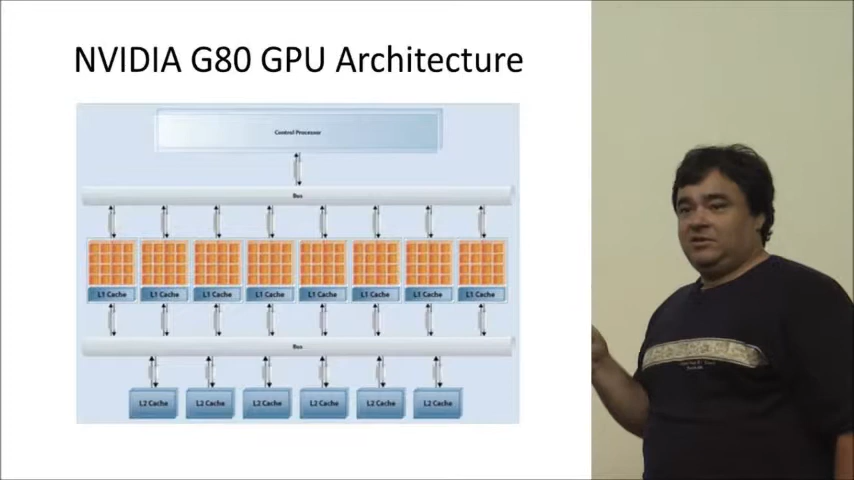 NVIDIA G80 GPU Architecture
Control Processor
Bus
L1 Cache L1 Cache L1 Cache L1 Cache L1 Cache L1 Cache L1 Cache L1 Cache
Bus
L2 Cache L2 Cache L2 Cache L2 Cache L2 Cache L2 Cache